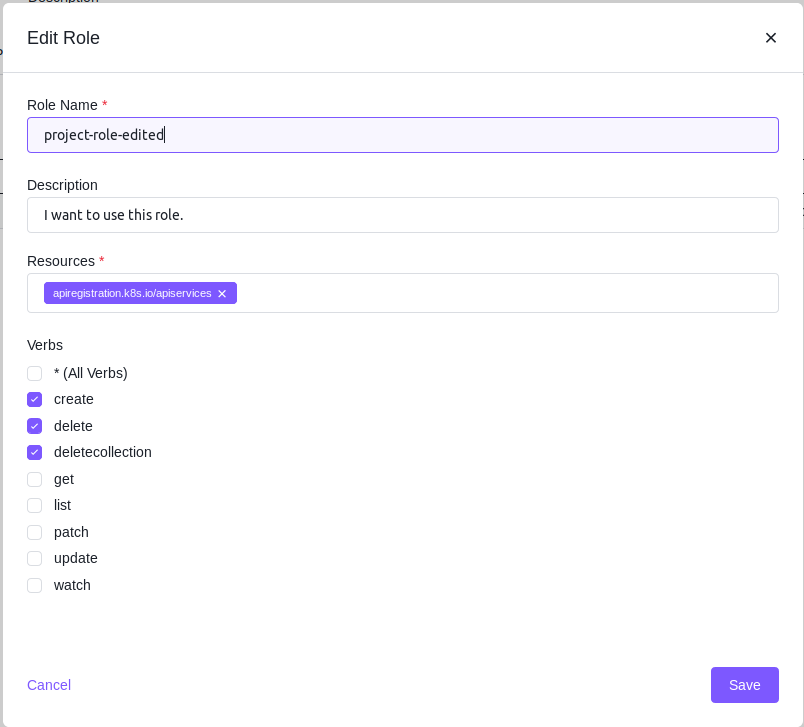 Edit Role
Role Name *
project-role-edited
Description
I want to use this role.
Resources *
apiregistration.k8s.io/apiservices
Verbs
* (All Verbs)
create
delete
deletecollection
get
list
patch
update
watch
Cancel
Save